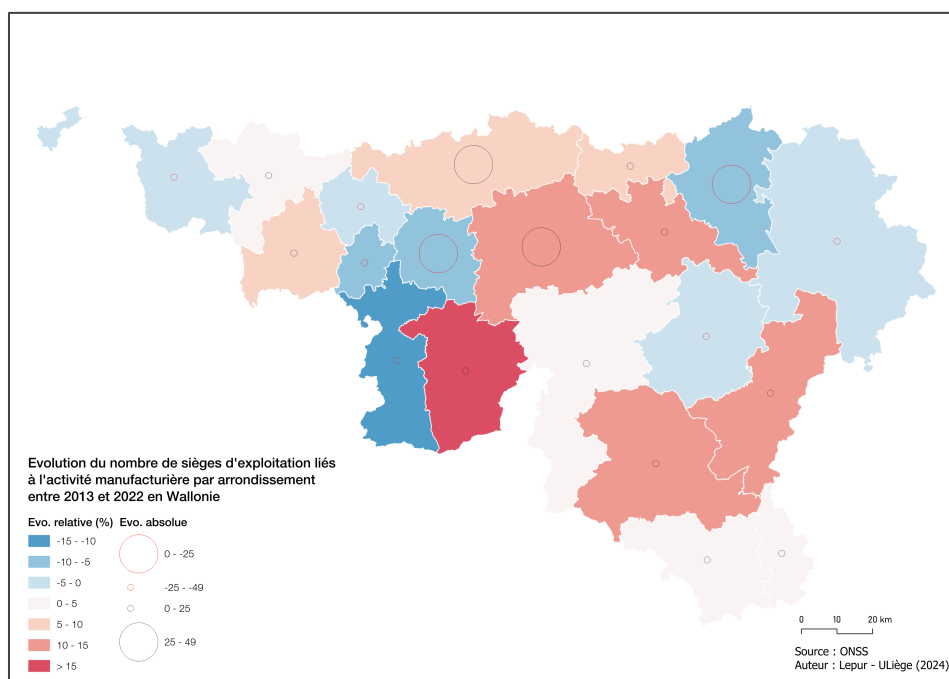 Evolution du nombre de sièges d'exploitation liés
à l'activité manufacturière par arrondissement
entre 2013 et 2022 en Wallonie
Evo. relative (%) Evo. absolue
-15 - -10
-10 - -5
-5 - 0
0 - 5
5 - 10
10 - 15
> 15
0 - -25
-25 - -49
0 - 25
25 - 49
0 10 20 km
Source : ONSS
Auteur : Lepur - ULiège (2024)